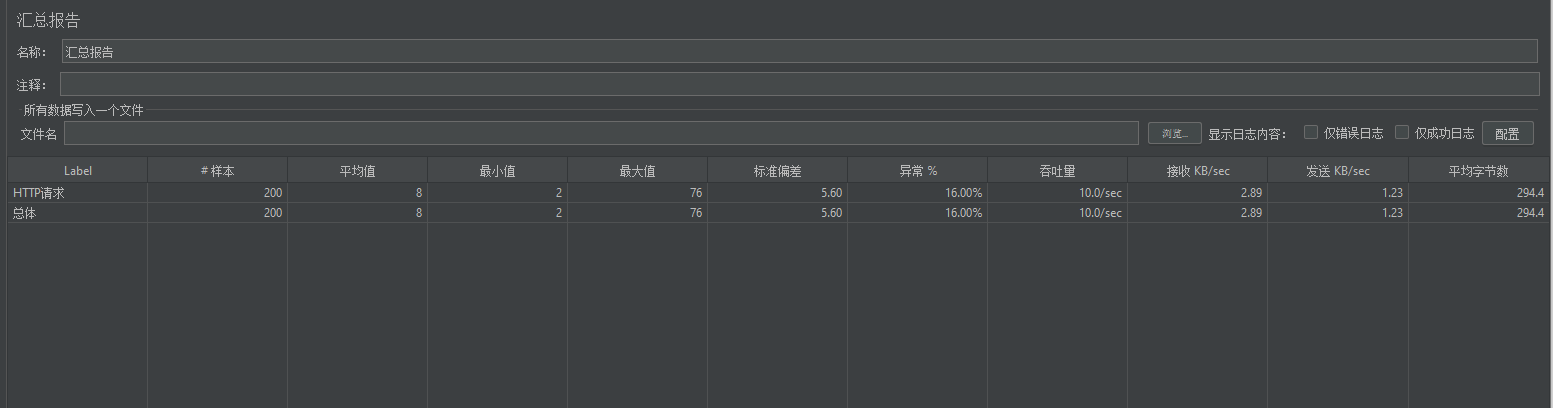 汇总报告
名称： 汇总报告
注释：
所有数据写入一个文件
文件名 浏览... 显示日志内容： 仅错误日志 仅成功日志 配置
Label # 样本 平均值 最小值 最大值 标准偏差 异常 % 吞吐量 接收 KB/sec 发送 KB/sec 平均字节数
HTTP请求 200 8 2 76 5.60 16.00% 10.0/sec 2.89 1.23 294.4
总体 200 8 2 76 5.60 16.00% 10.0/sec 2.89 1.23 294.4